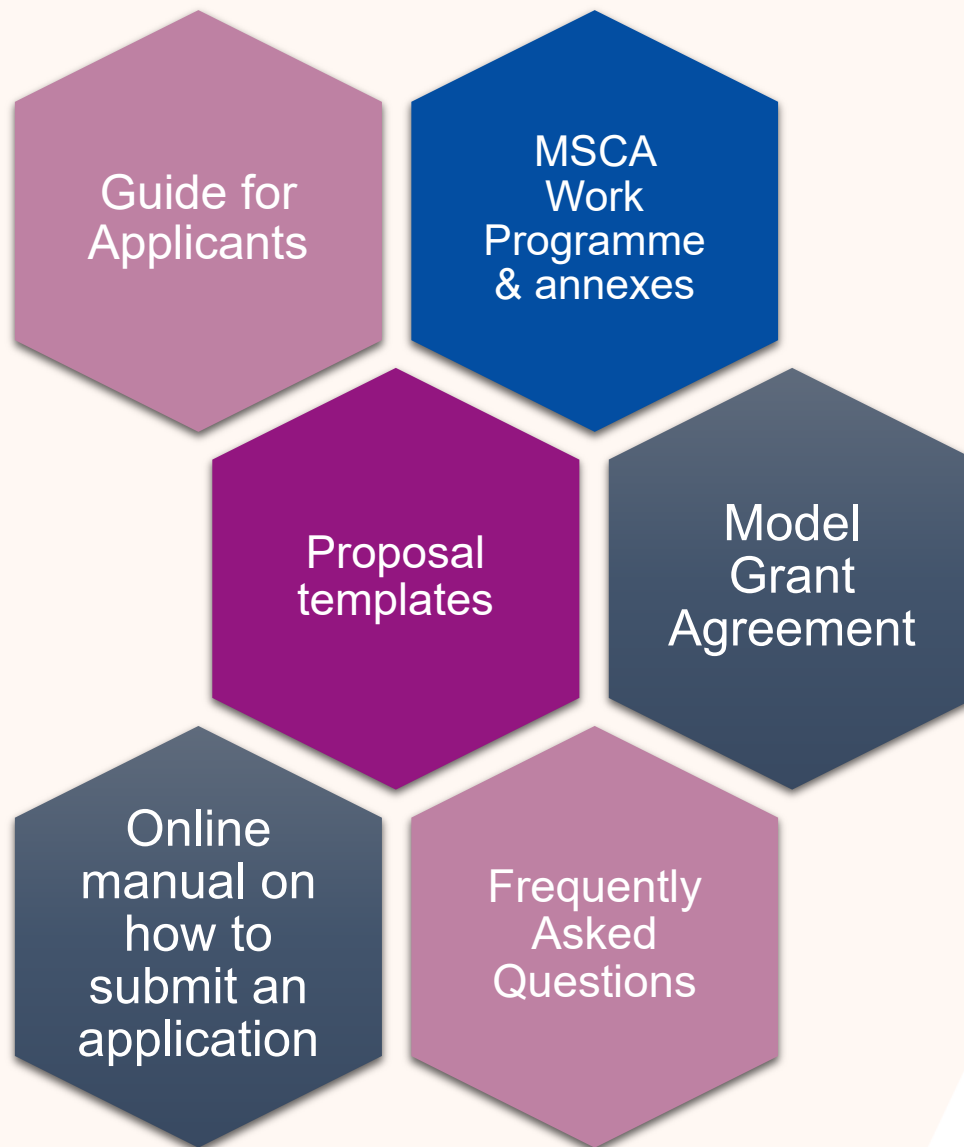 Guide for
Applicants
MSCA
Work
Programme
& annexes
Proposal
templates
Model
Grant
Agreement
Online
manual on
how to
submit an
application
Frequently
Asked
Questions